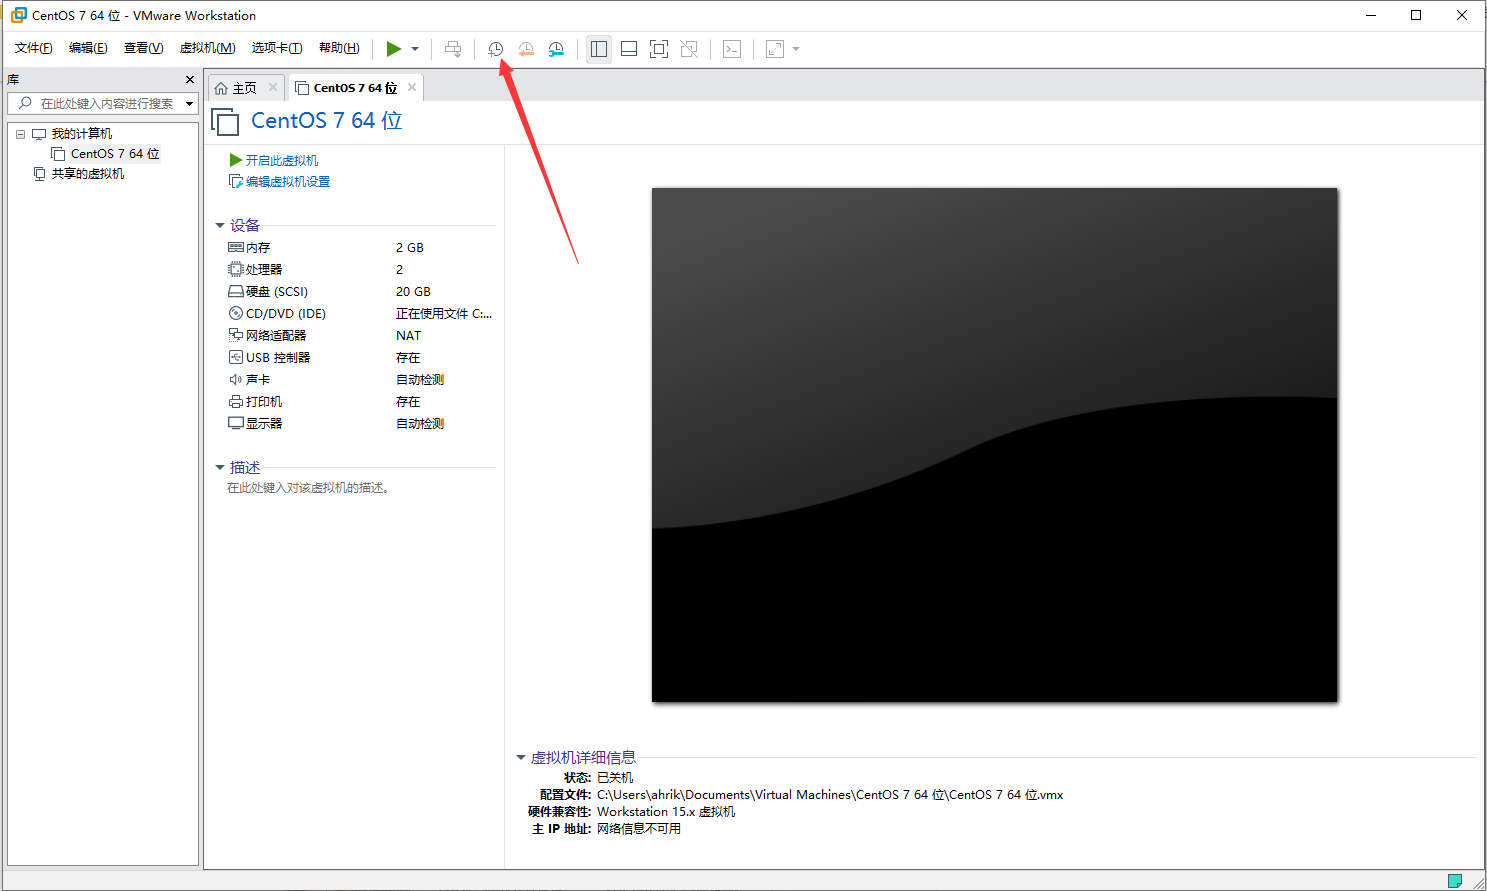 CentOS 7 64 位 - VMware Workstation
文件(F) 编辑(E) 查看(V) 虚拟机(M) 选项卡(T) 帮助(H)
库
在此处键入内容进行搜索
我的计算机
CentOS 7 64 位
共享的虚拟机
主页 CentOS 7 64 位
CentOS 7 64 位
开启此虚拟机
编辑虚拟机设置
设备
内存 2 GB
处理器 2
硬盘 (SCSI) 20 GB
CD/DVD (IDE) 正在使用文件 C:...
网络适配器 NAT
USB 控制器 存在
声卡 自动检测
打印机 存在
显示器 自动检测
描述
在此处键入对该虚拟机的描述。
虚拟机详细信息
状态: 已关机
配置文件: C:\Users\ahrik\Documents\Virtual Machines\CentOS 7 64 位\CentOS 7 64 位.vmx
硬件兼容性: Workstation 15.x 虚拟机
主 IP 地址: 网络信息不可用